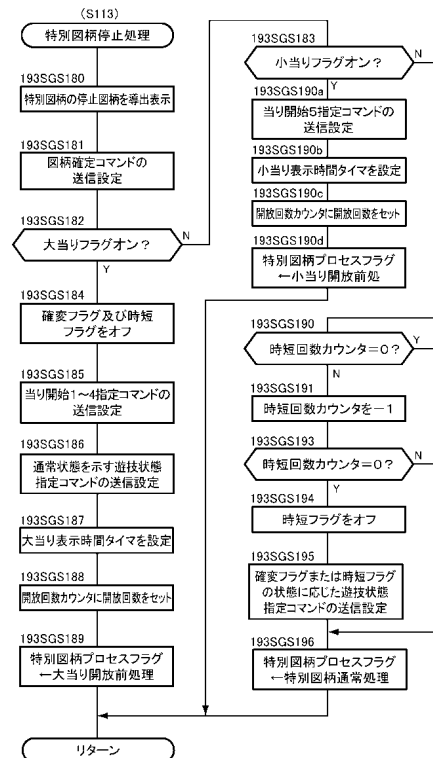 (S113)
特別図柄停止処理
193SGS180
特別図柄の停止図柄を導出表示
193SGS181
図柄確定コマンドの
送信設定
193SGS182
大当りフラグオン?
N
Y
193SGS184
確変フラグ及び時短
フラグをオフ
193SGS185
当り開始1~4指定コマンドの
送信設定
193SGS186
通常状態を示す遊技状態
指定コマンドの送信設定
193SGS187
大当り表示時間タイマを設定
193SGS188
開放回数カウンタに開放回数をセット
193SGS189
特別図柄プロセスフラグ
←大当り開放前処理
リターン
193SGS183
小当りフラグオン?
N
Y
193SGS190a
当り開始5指定コマンドの
送信設定
193SGS190b
小当り表示時間タイマを設定
193SGS190c
開放回数カウンタに開放回数をセット
193SGS190d
特別図柄プロセスフラグ
←小当り開放前処
193SGS190
時短回数カウンタ=0?
Y
N
193SGS191
時短回数カウンタを-1
193SGS193
時短回数カウンタ=0?
N
Y
193SGS194
時短フラグをオフ
193SGS195
確変フラグまたは時短フラグ
の状態に応じた遊技状態
指定コマンドの送信設定
193SGS196
特別図柄プロセスフラグ
←特別図柄通常処理